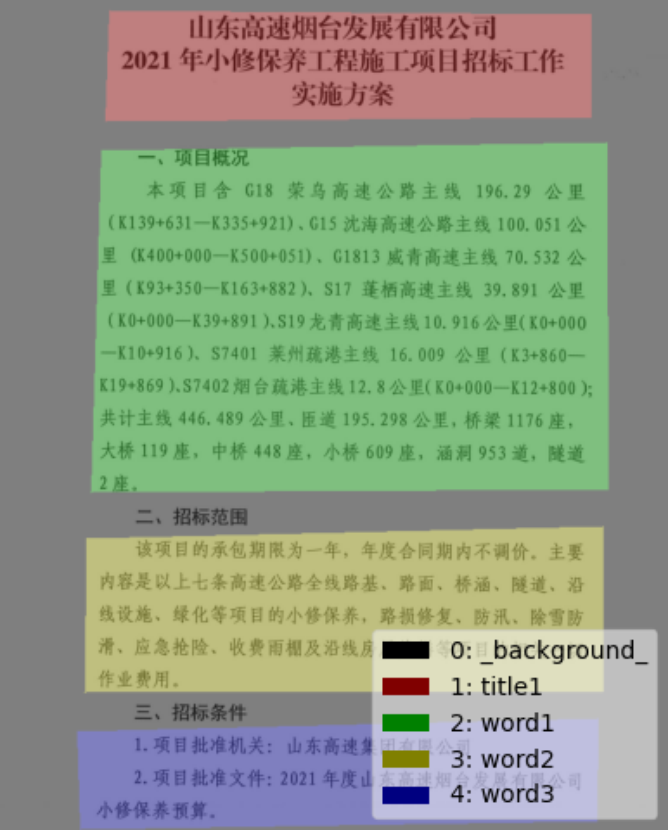 山东高速烟台发展有限公司
2021 年小修保养工程施工项目招标工作
实施方案
一、项目概况
本项目含 G18 荣乌高速公路主线 196.29 公里
(K139+631—K335+921)、G15 沈海高速公路主线 100.051 公
里 (K400+000—K500+051)、G1813 威青高速主线 70.532 公
里 (K93+350—K163+882)、S17 蓬栖高速主线 39.891 公里
(K0+000—K39+891)、S19 龙青高速主线 10.916 公里(K0+000
—K10+916)、S7401 莱州疏港主线 16.009 公里 (K3+860—
K19+869)、S7402 烟台疏港主线 12.8 公里(K0+000—K12+800);
共计主线 446.489 公里、匝道 195.298 公里,桥梁 1176 座,
大桥 119 座,中桥 448 座,小桥 609 座,涵洞 953 道,隧道
2 座。
二、招标范围
该项目的承包期限为一年,年度合同期内不调价。主要
内容是以上七条高速公路全线路基、路面、桥涵、隧道、沿
线设施、绿化等项目的小修保养,路损修复、防汛、除雪防
滑、应急抢险、收费雨棚及沿线房等项目
作业费用。
三、招标条件
1.项目批准机关: 山东高速集团有限公司
2.项目批准文件: 2021 年度山东高速烟台发展有限公司
小修保养预算。
0: _background_
1: title1
2: word1
3: word2
4: word3